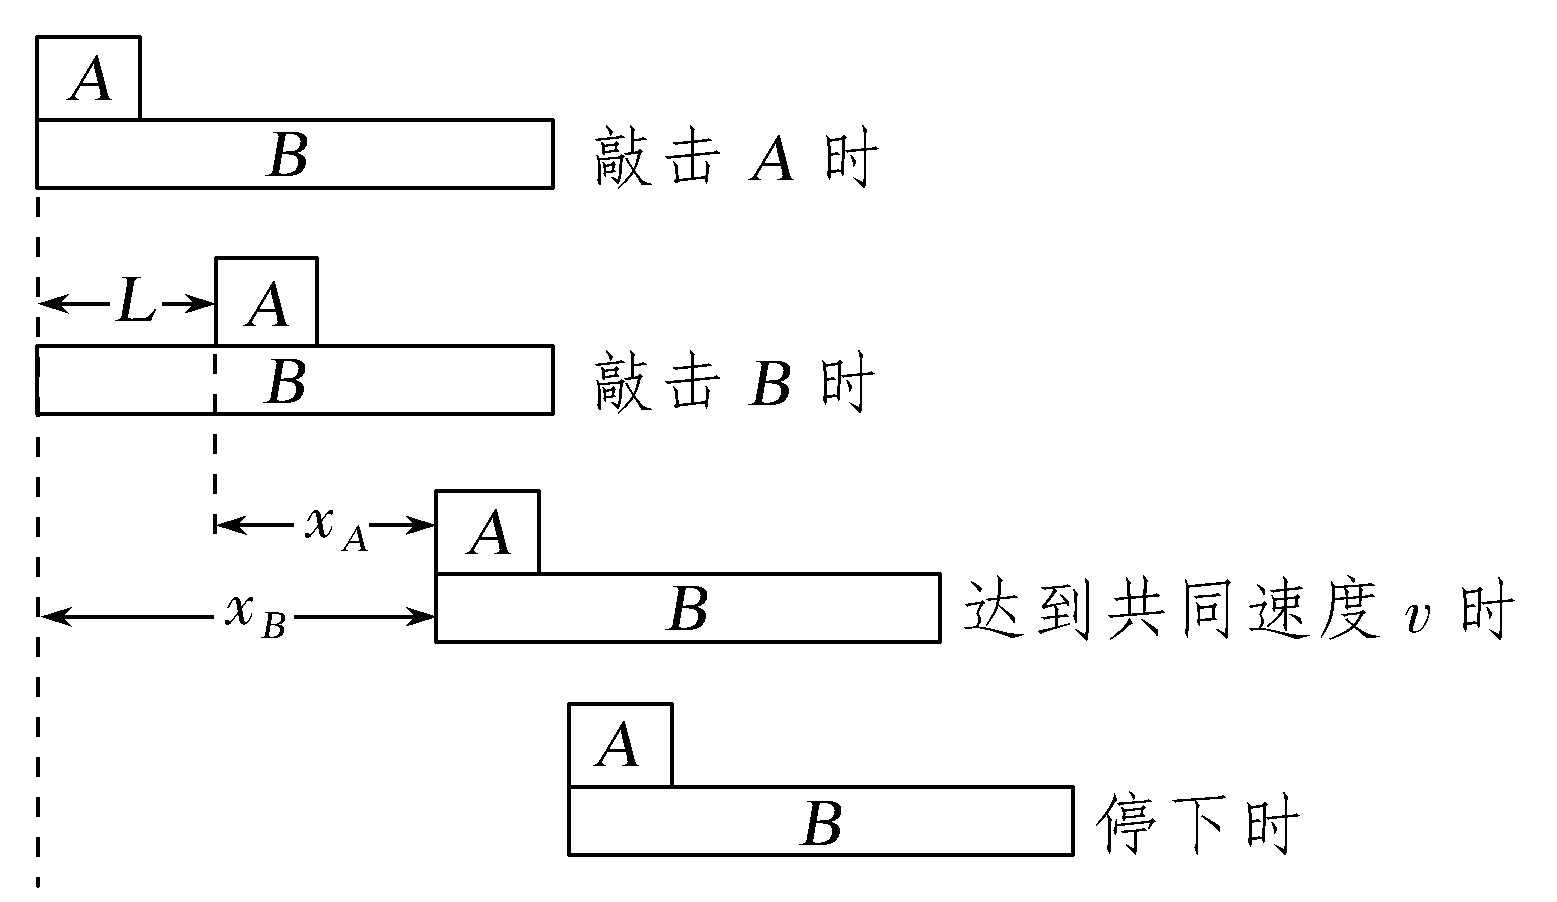 A
B 敲击 A 时
L A
B 敲击 B 时
x_A A
x_B B 达到共同速度 v 时
A
B 停下时